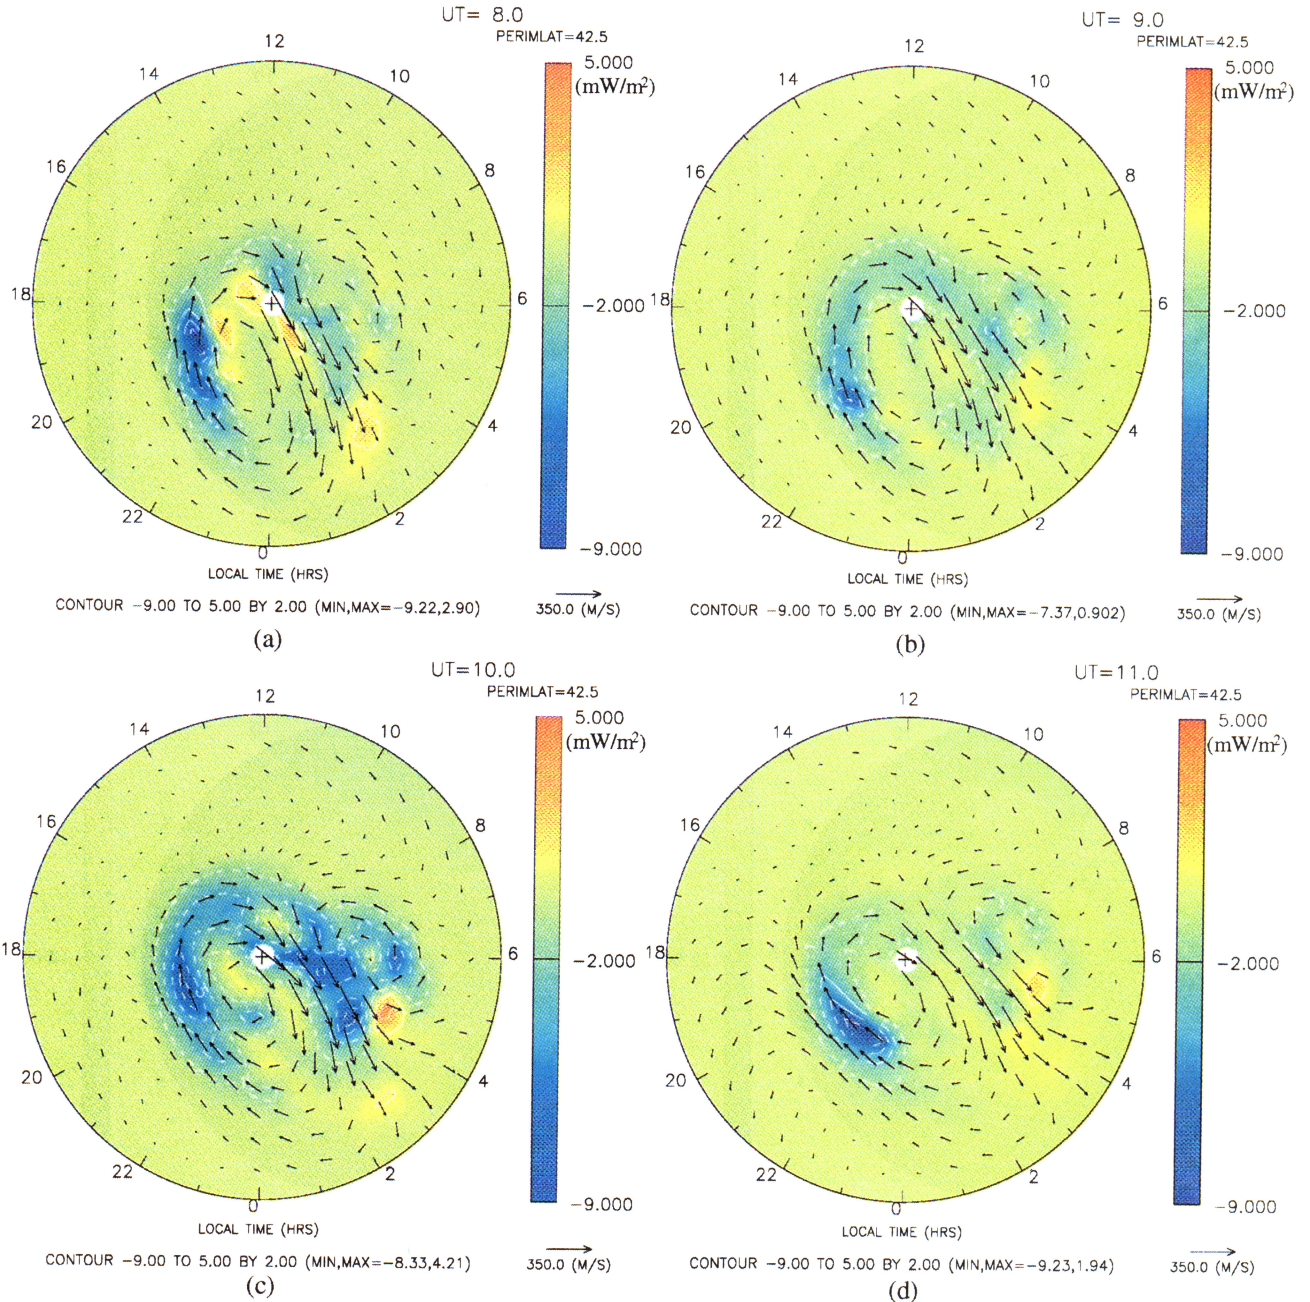 UT= 8.0
PERIMLAT=42.5
12
14
10
16
8
18
6
20
4
22
2
0
5.000
(mW/m²)
-2.000
-9.000
LOCAL TIME (HRS)
CONTOUR -9.00 TO 5.00 BY 2.00 (MIN,MAX=-9.22,2.90)
350.0 (M/S)
(a)
UT= 9.0
PERIMLAT=42.5
12
14
10
16
8
18
6
20
4
22
2
0
5.000
(mW/m²)
-2.000
-9.000
LOCAL TIME (HRS)
CONTOUR -9.00 TO 5.00 BY 2.00 (MIN,MAX=-7.37,0.902)
350.0 (M/S)
(b)
UT=10.0
PERIMLAT=42.5
12
14
10
16
8
18
6
20
4
22
2
0
5.000
(mW/m²)
-2.000
-9.000
LOCAL TIME (HRS)
CONTOUR -9.00 TO 5.00 BY 2.00 (MIN,MAX=-8.33,4.21)
350.0 (M/S)
(c)
UT=11.0
PERIMLAT=42.5
12
14
10
16
8
18
6
20
4
22
2
0
5.000
(mW/m²)
-2.000
-9.000
LOCAL TIME (HRS)
CONTOUR -9.00 TO 5.00 BY 2.00 (MIN,MAX=-9.23,1.94)
350.0 (M/S)
(d)